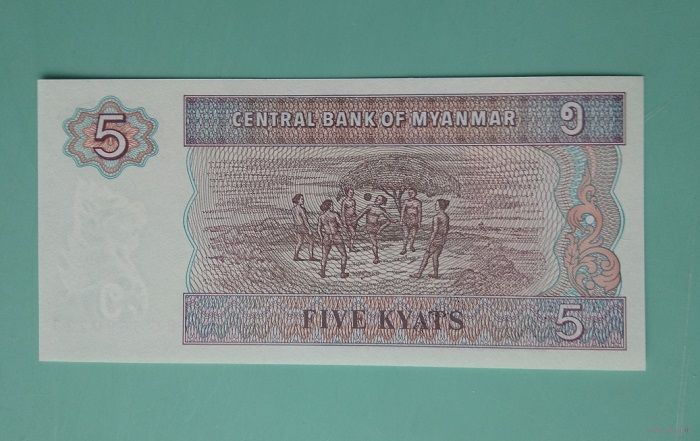 5
CENTRAL BANK OF MYANMAR ၅
FIVE KYATS 5